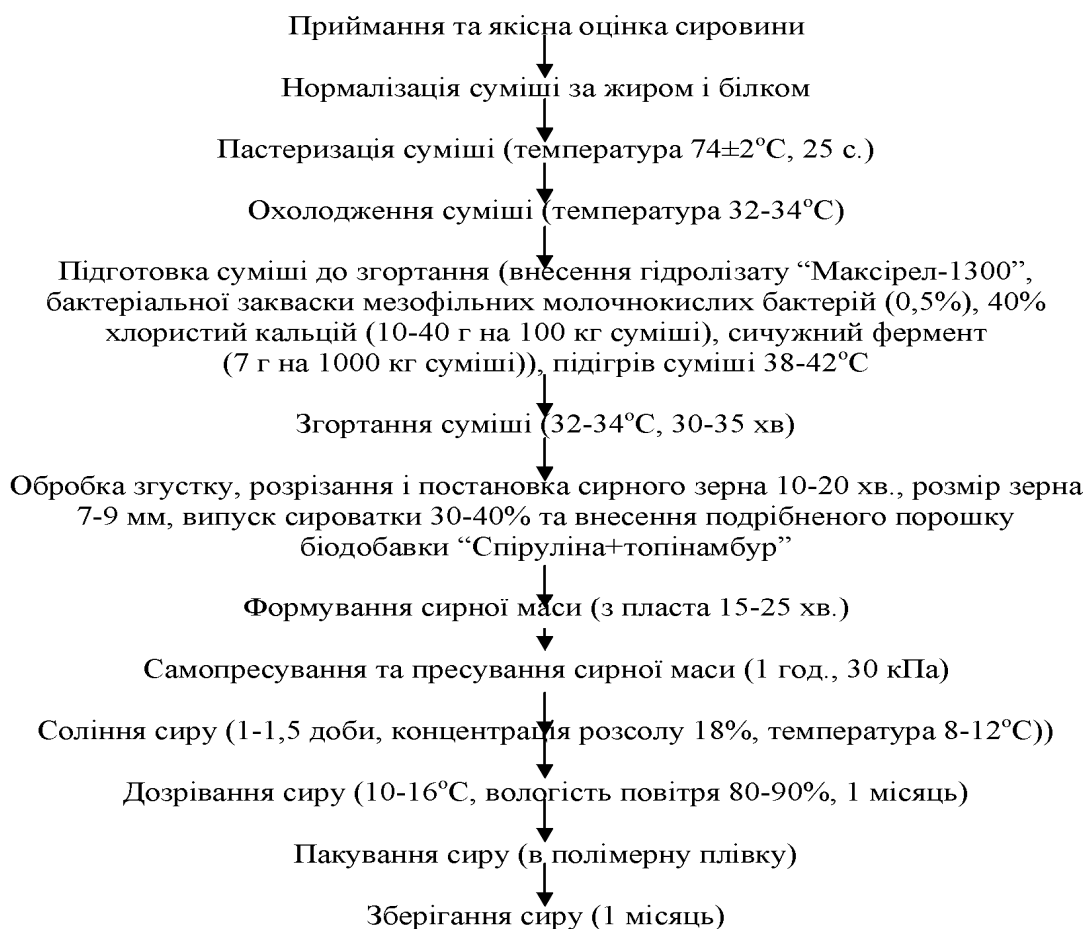 Приймання та якісна оцінка сировини
Нормалізація суміші за жиром і білком
Пастеризація суміші (температура 74±2°С, 25 с.)
Охолодження суміші (температура 32-34°С)
Підготовка суміші до згортання (внесення гідролізату “Максірел-1300”,
бактеріальної закваски мезофільних молочнокислих бактерій (0,5%), 40%
хлористий кальцій (10-40 г на 100 кг суміші), сичужний фермент
(7 г на 1000 кг суміші)), підігрів суміші 38-42°С
Згортання суміші (32-34°С, 30-35 хв)
Обробка згустку, розрізання і постановка сирного зерна 10-20 хв., розмір зерна
7-9 мм, випуск сироватки 30-40% та внесення подрібненого порошку
біодобавки “Спіруліна+топінамбур”
Формування сирної маси (з пласта 15-25 хв.)
Самопресування та пресування сирної маси (1 год., 30 кПа)
Соління сиру (1-1,5 доби, концентрація розсолу 18%, температура 8-12°С))
Дозрівання сиру (10-16°С, вологість повітря 80-90%, 1 місяць)
Пакування сиру (в полімерну плівку)
Зберігання сиру (1 місяць)